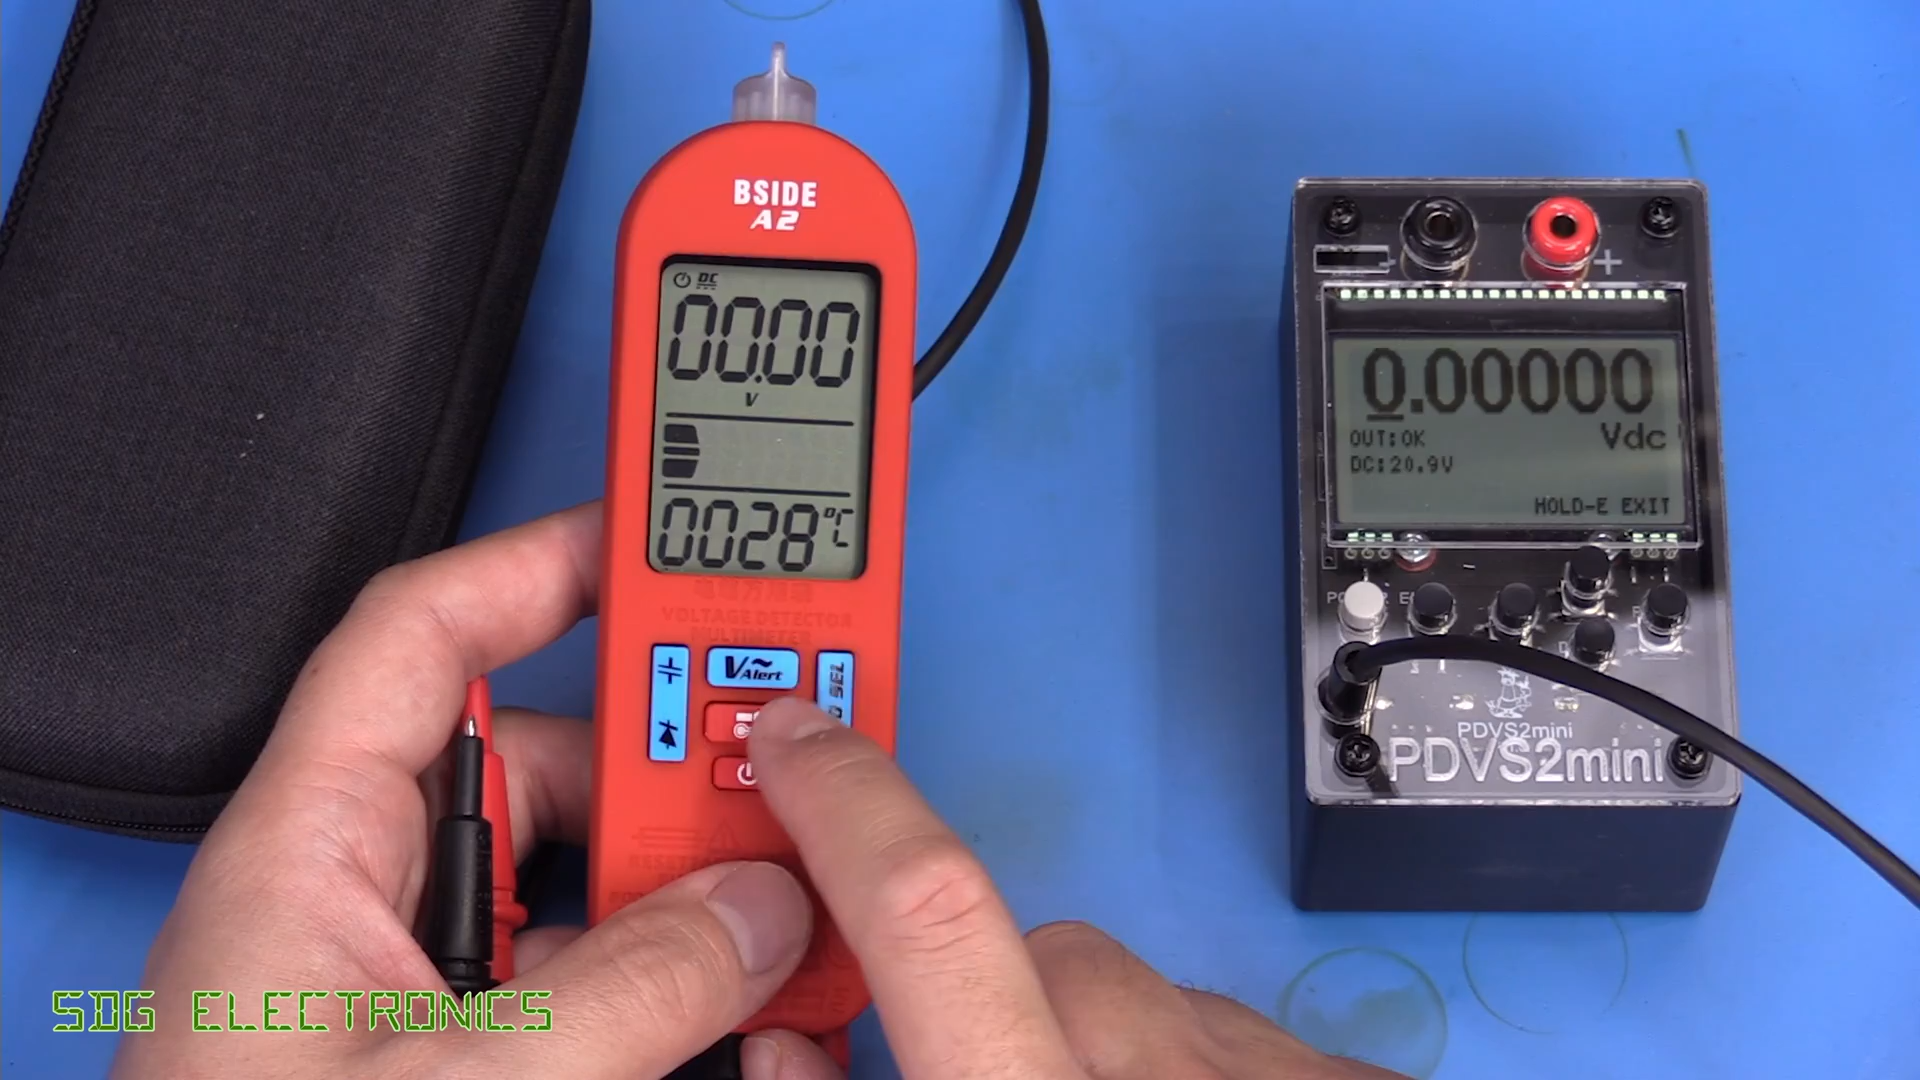 BSIDE
A2
DC
00.00
V
0028°C
VOLTAGE DETECTOR
MULTIMETER
V~
Alert
SEL
- +
0.00000
Vdc
OUT:OK
DC:20.9V
HOLD-E EXIT
PDVS2mini
PDVS2mini
SDG ELECTRONICS